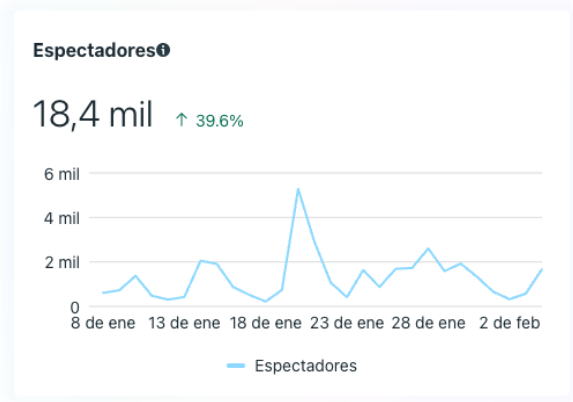 Espectadores
18,4 mil ↑ 39.6%
6 mil
4 mil
2 mil
0
8 de ene 13 de ene 18 de ene 23 de ene 28 de ene 2 de feb
Espectadores